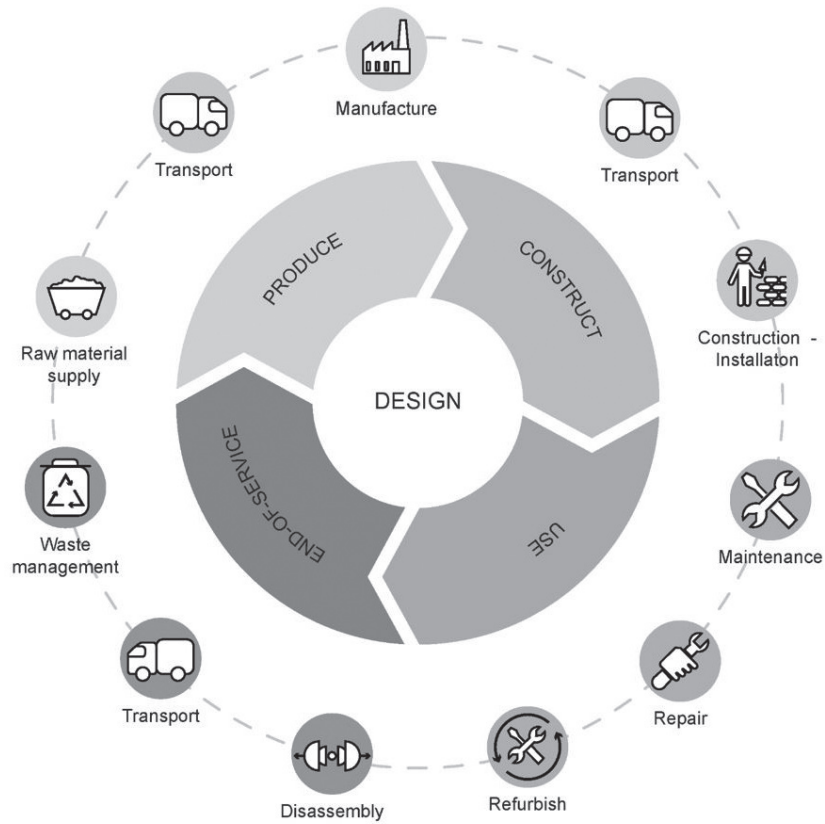 Manufacture
Transport
Transport
PRODUCE
CONSTRUCT
Raw material
supply
Construction -
Installaton
DESIGN
END-OF-SERVICE
USE
Waste
management
Maintenance
Transport
Repair
Disassembly
Refurbish